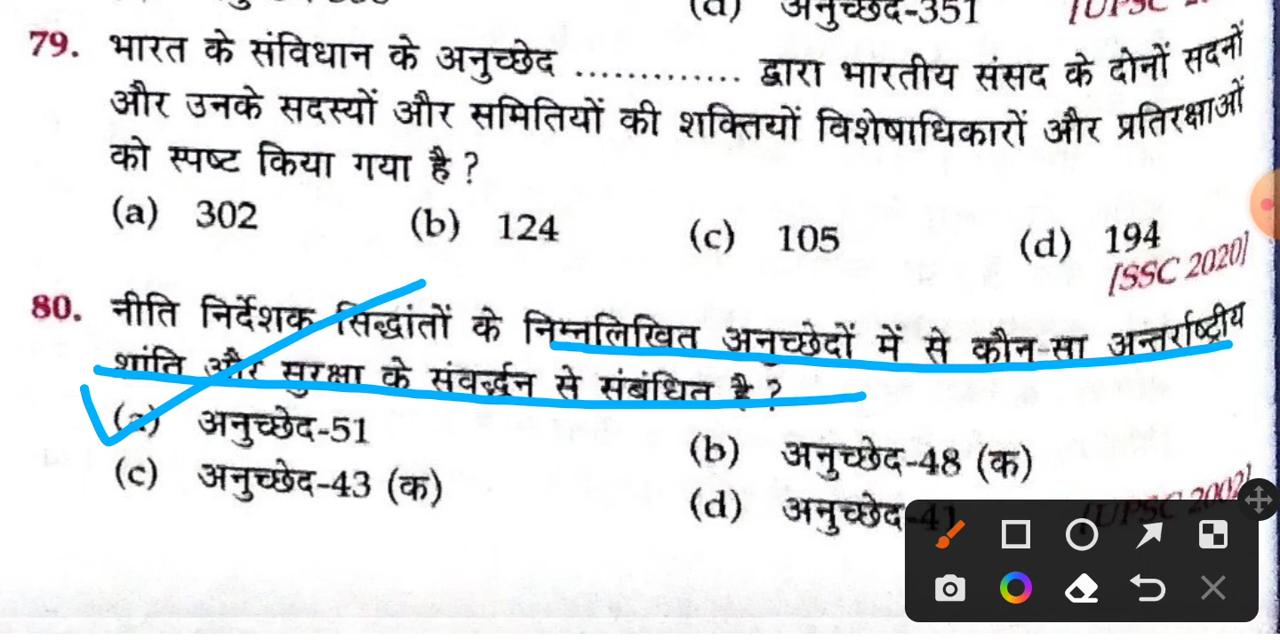 (d) अनुच्छेद-351
79. भारत के संविधान के अनुच्छेद ............. द्वारा भारतीय संसद के दोनों सदनों
और उनके सदस्यों और समितियों की शक्तियों विशेषाधिकारों और प्रतिरक्षाओं
को स्पष्ट किया गया है ?
(a) 302 (b) 124 (c) 105 (d) 194
[SSC 2020]
80. नीति निर्देशक सिद्धांतों के निम्नलिखित अनुच्छेदों में से कौन-सा अन्तर्राष्ट्रीय
शांति और सुरक्षा के संवर्द्धन से संबंधित है ?
(a) अनुच्छेद-51 (b) अनुच्छेद-48 (क)
(c) अनुच्छेद-43 (क) (d) अनुच्छेद-41
[UPSC 2002]